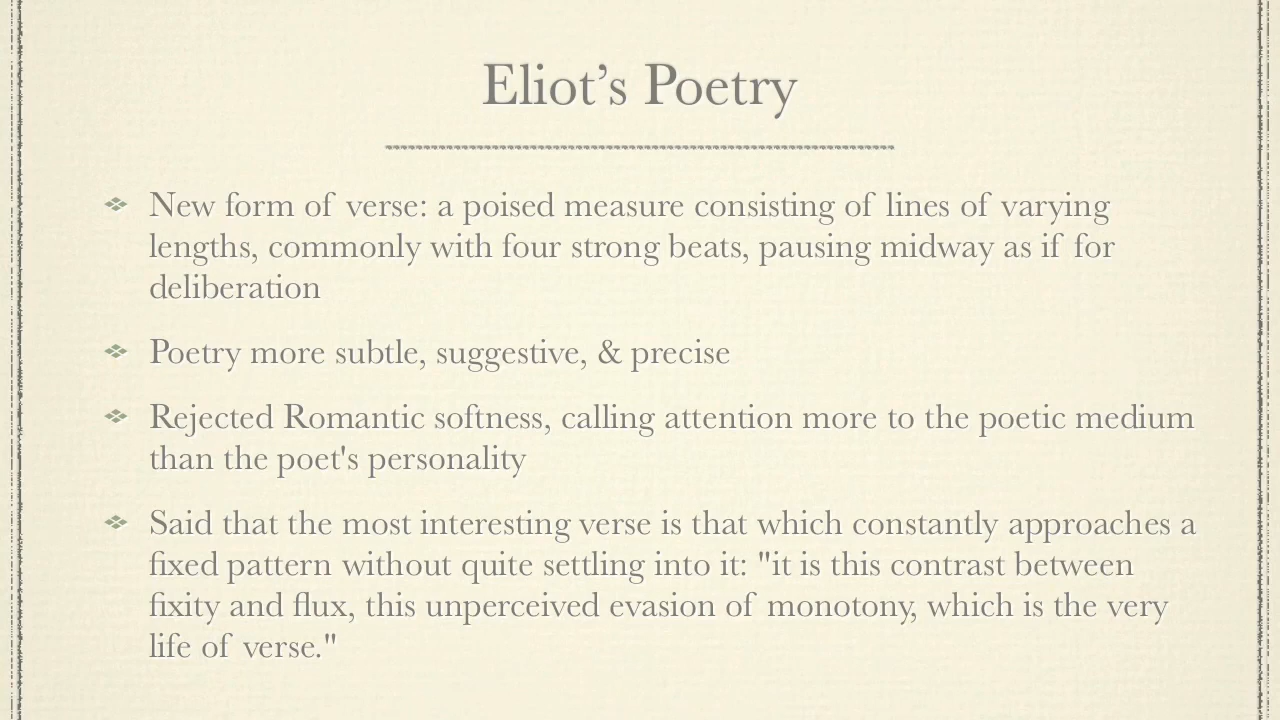 Eliot’s Poetry
New form of verse: a poised measure consisting of lines of varying
lengths, commonly with four strong beats, pausing midway as if for
deliberation
Poetry more subtle, suggestive, & precise
Rejected Romantic softness, calling attention more to the poetic medium
than the poet's personality
Said that the most interesting verse is that which constantly approaches a
fixed pattern without quite settling into it: "it is this contrast between
fixity and flux, this unperceived evasion of monotony, which is the very
life of verse."